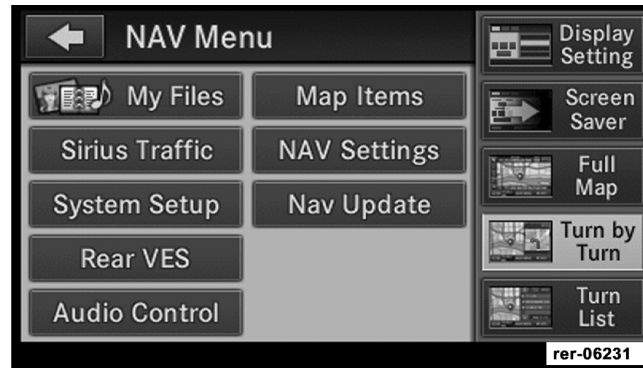 NAV Menu
My Files
Map Items
Sirius Traffic
NAV Settings
System Setup
Nav Update
Rear VES
Audio Control
Display
Setting
Screen
Saver
Full
Map
Turn by
Turn
Turn
List
rer-06231